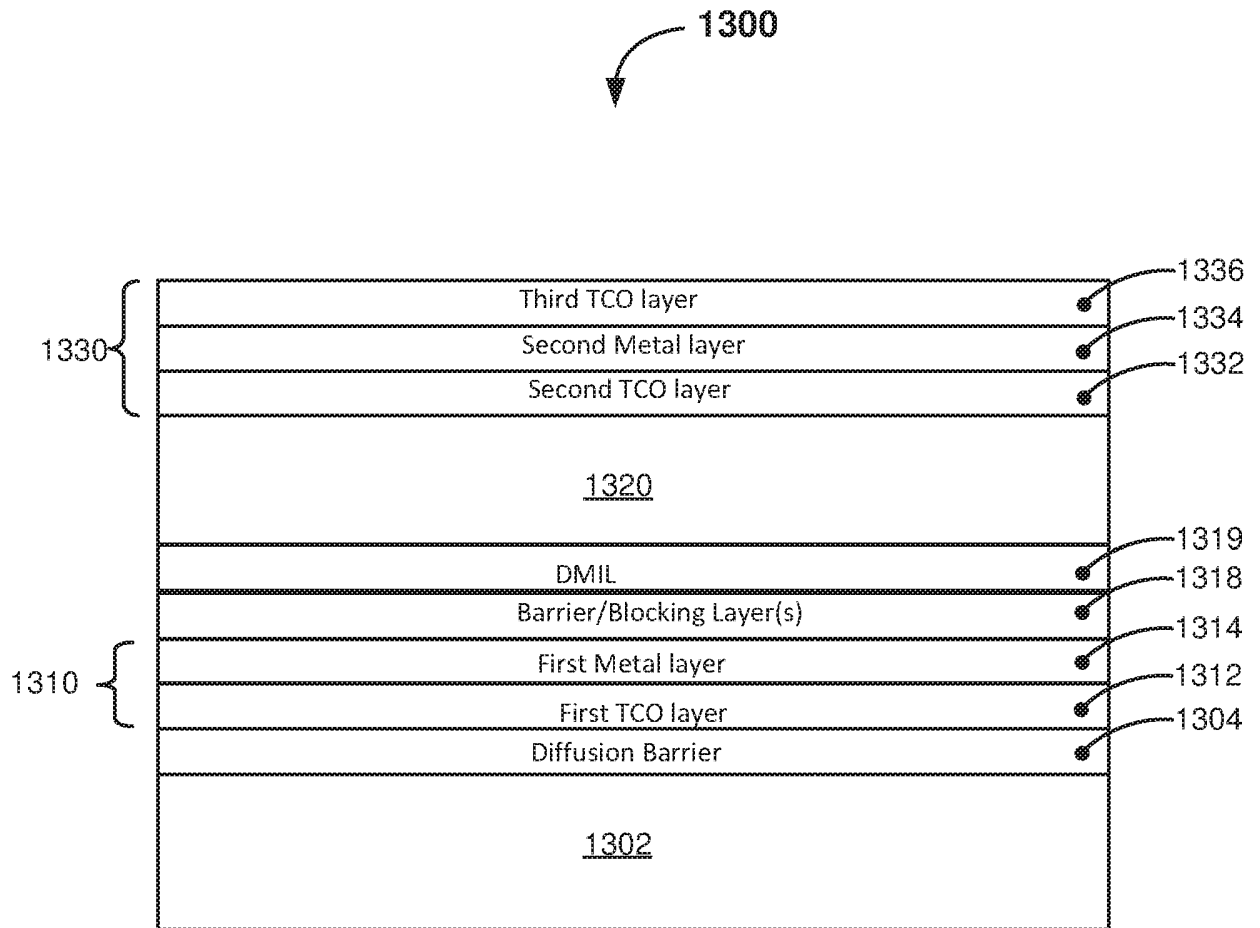 1300
Third TCO layer
1336
Second Metal layer
1334
1330
Second TCO layer
1332
1320
DMIL
1319
Barrier/Blocking Layer(s)
1318
First Metal layer
1314
1310
First TCO layer
1312
Diffusion Barrier
1304
1302